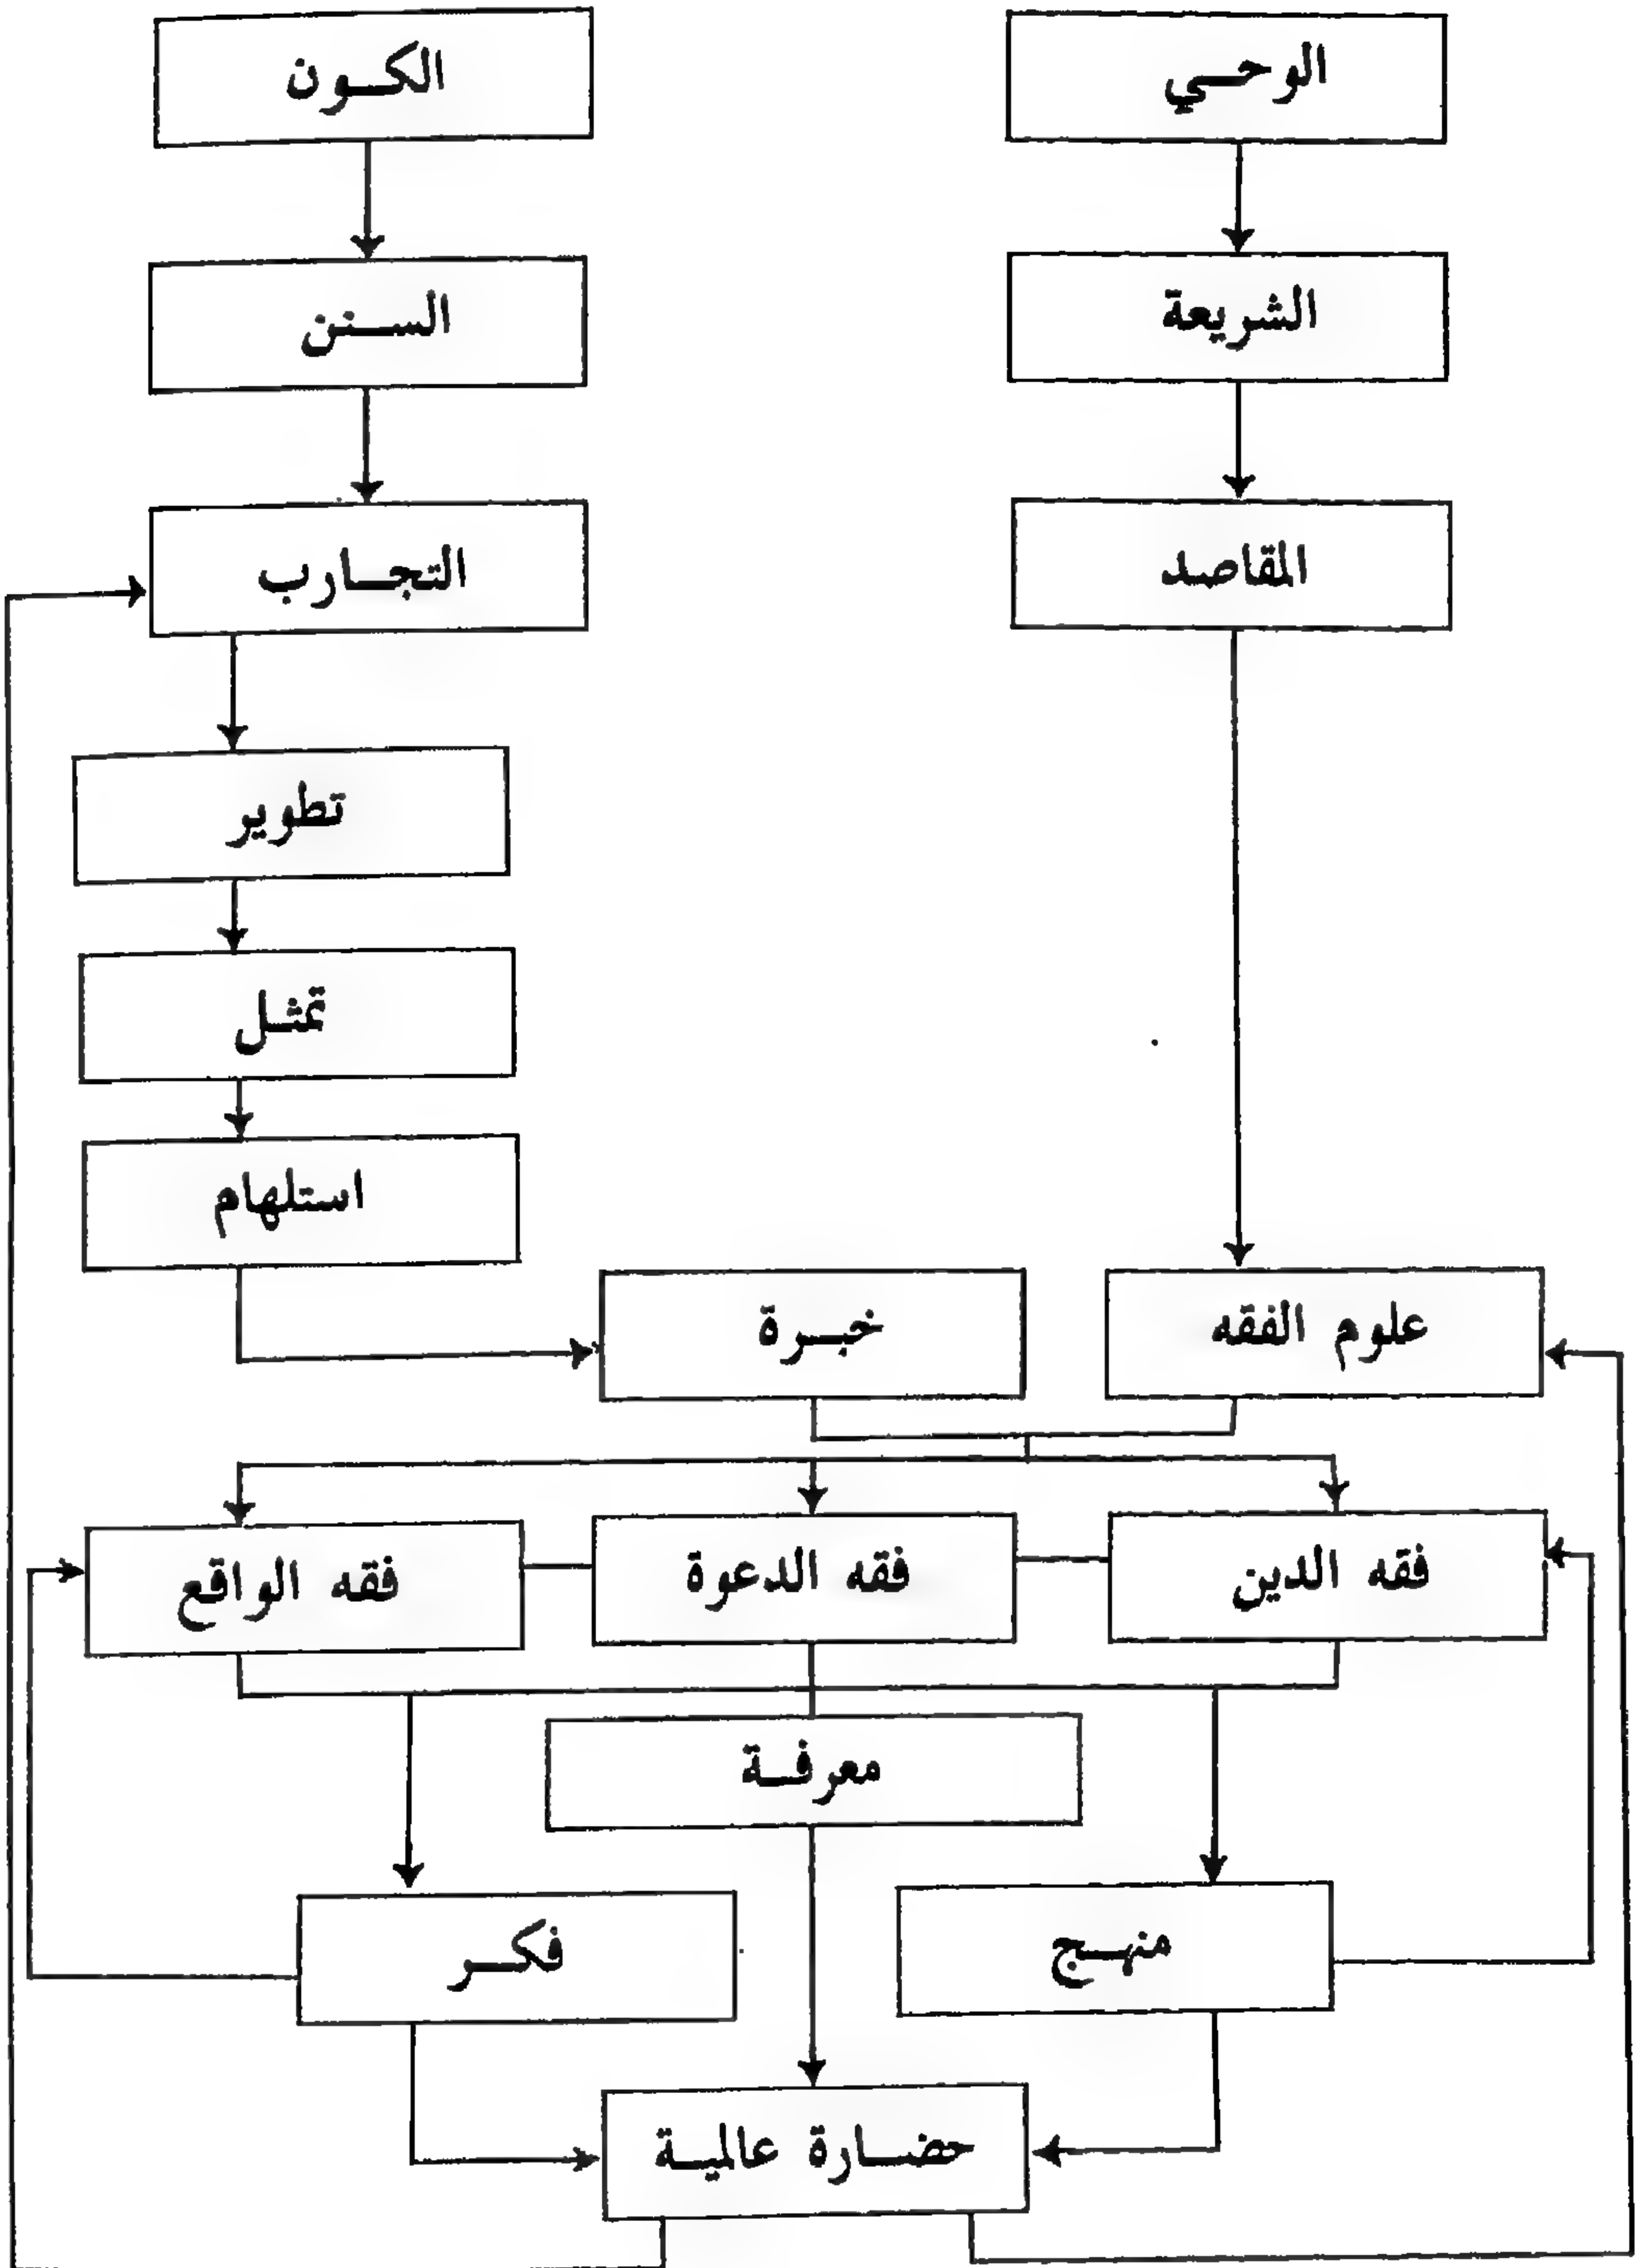 الوحي
الكون
الشريعة
السنن
المقاصد
التجارب
تطوير
تمثل
استلهام
علوم الفقه
خبرة
فقه الدين
فقه الدعوة
فقه الواقع
معرفة
منهج
فكر
حضارة عالمية